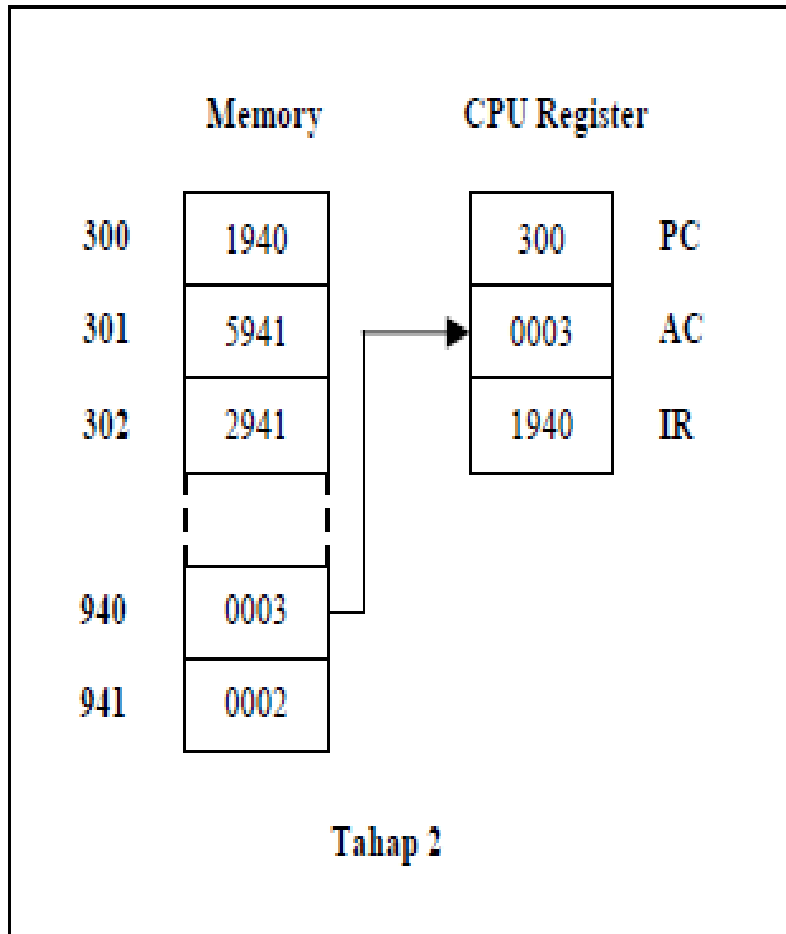 Memory CPU Register
300 1940 300 PC
301 5941 0003 AC
302 2941 1940 IR
940 0003
941 0002
Tahap 2